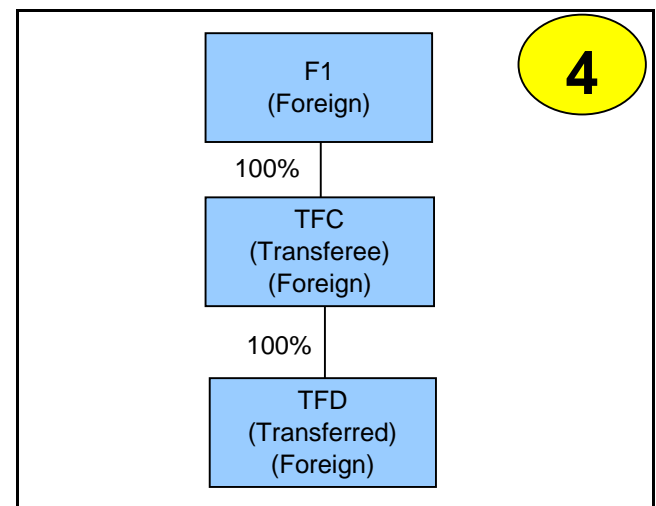 4
F1
(Foreign)
100%
TFC
(Transferee)
(Foreign)
100%
TFD
(Transferred)
(Foreign)